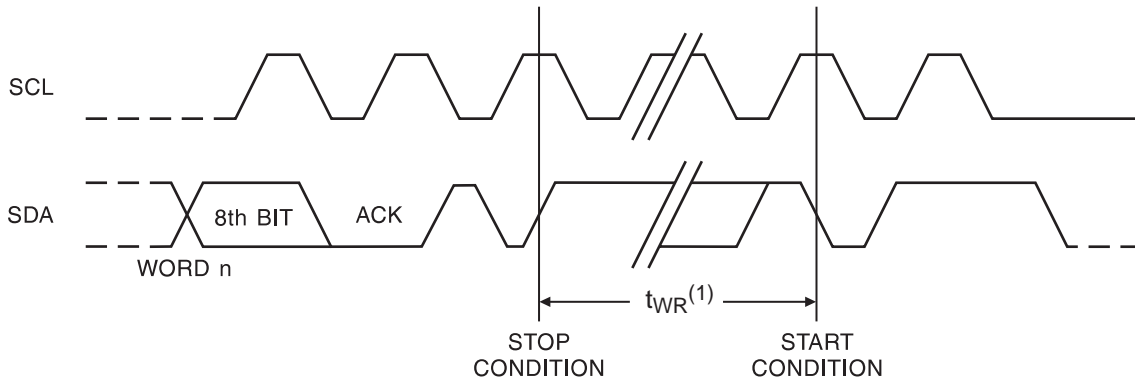 SCL
SDA
8th BIT
ACK
WORD n
tWR(1)
STOP
CONDITION
START
CONDITION